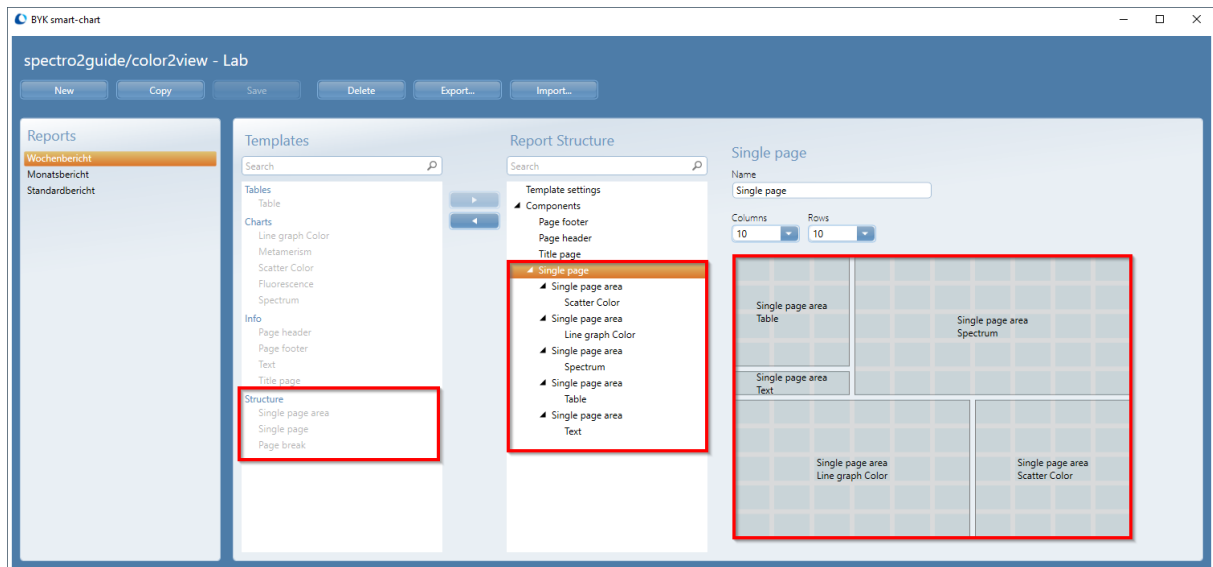 BYK smart-chart
spectro2guide/color2view - Lab
New Copy Save Delete Export... Import...
Reports
Wochenbericht
Monatsbericht
Standardbericht
Templates
Search
Tables
Table
Charts
Line graph Color
Metamerism
Scatter Color
Fluorescence
Spectrum
Info
Page header
Page footer
Text
Title page
Structure
Single page area
Single page
Page break
Report Structure
Search
Template settings
Components
Page footer
Page header
Title page
Single page
Single page area
Scatter Color
Single page area
Line graph Color
Single page area
Spectrum
Single page area
Table
Single page area
Text
Single page
Name
Single page
Columns Rows
10 10
Single page area
Table
Single page area
Spectrum
Single page area
Text
Single page area
Line graph Color
Single page area
Scatter Color